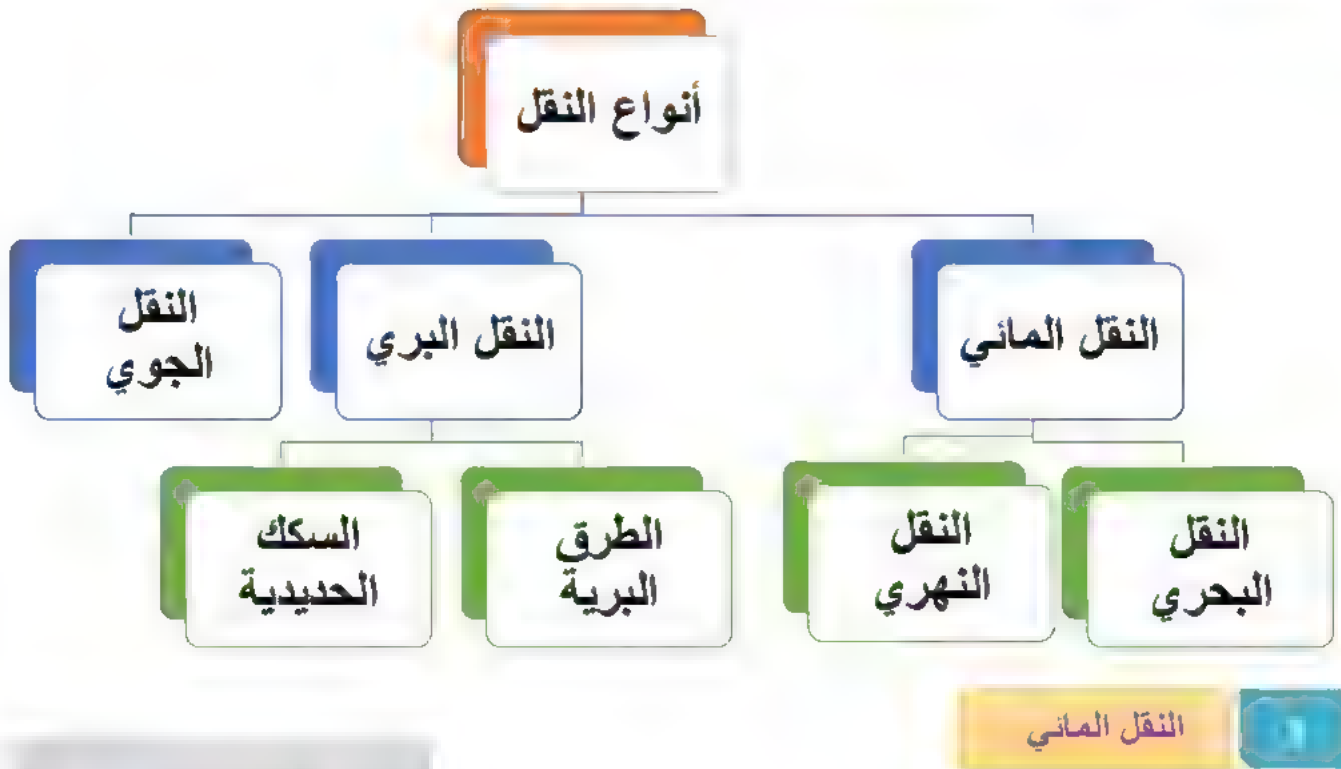 أنواع النقل
النقل المائي
النقل البري
النقل
الجوي
النقل
البحري
النقل
النهري
الطرق
البرية
السكك
الحديدية
النقل المائي